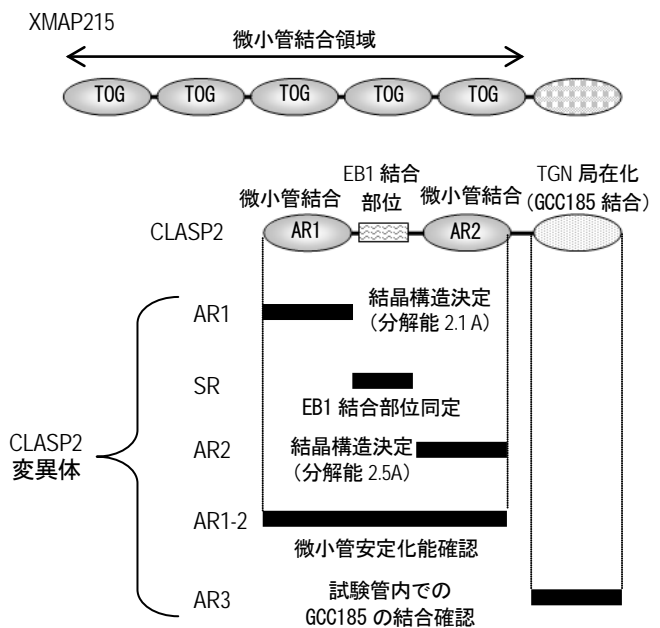 XMAP215
微小管結合領域
TOG TOG TOG TOG TOG
EB1 結合
部位
TGN 局在化
(GCC185 結合)
微小管結合
微小管結合
CLASP2
AR1
AR2
AR1
結晶構造決定
(分解能 2.1 A)
SR
EB1 結合部位同定
CLASP2
変異体
AR2
結晶構造決定
(分解能 2.5A)
AR1-2
微小管安定化能確認
AR3
試験管内での
GCC185 の結合確認